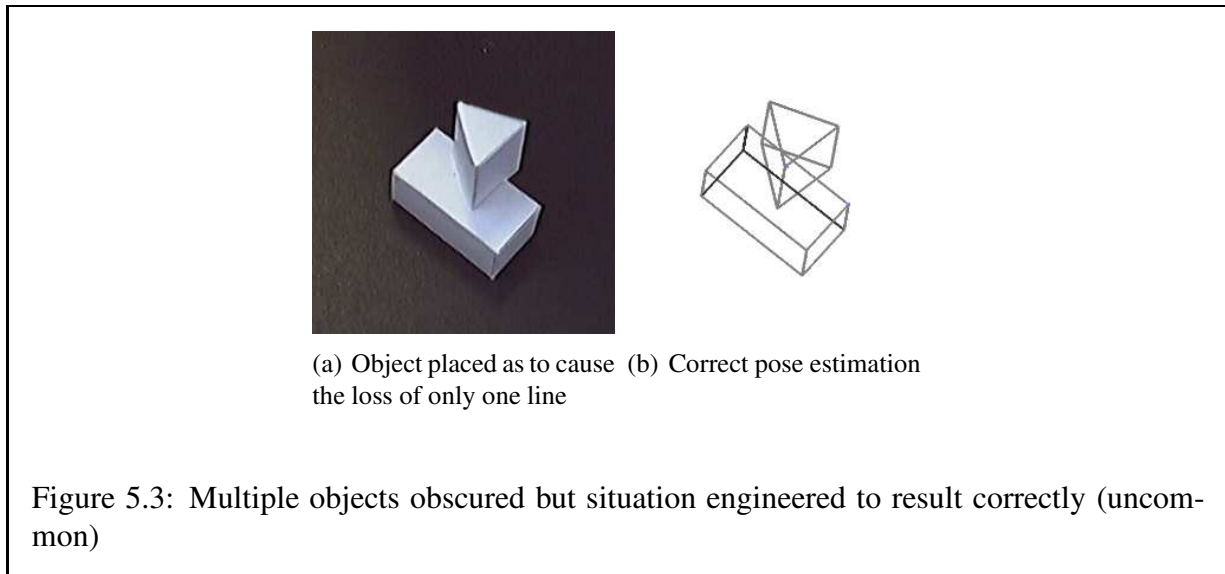 (a) Object placed as to cause
the loss of only one line
(b) Correct pose estimation
Figure 5.3: Multiple objects obscured but situation engineered to result correctly (uncom-
mon)